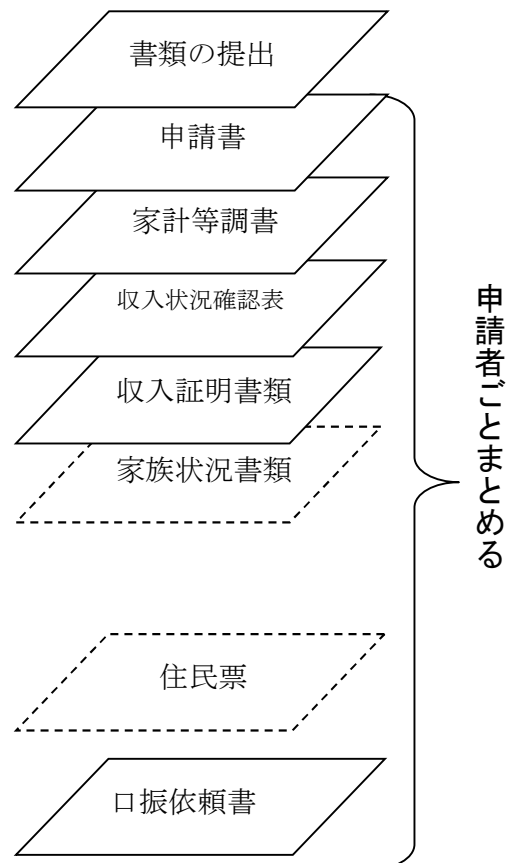 書類の提出
申請書
家計等調書
収入状況確認表
収入証明書類
家族状況書類
住民票
口振依頼書
申請者ごとまとめる